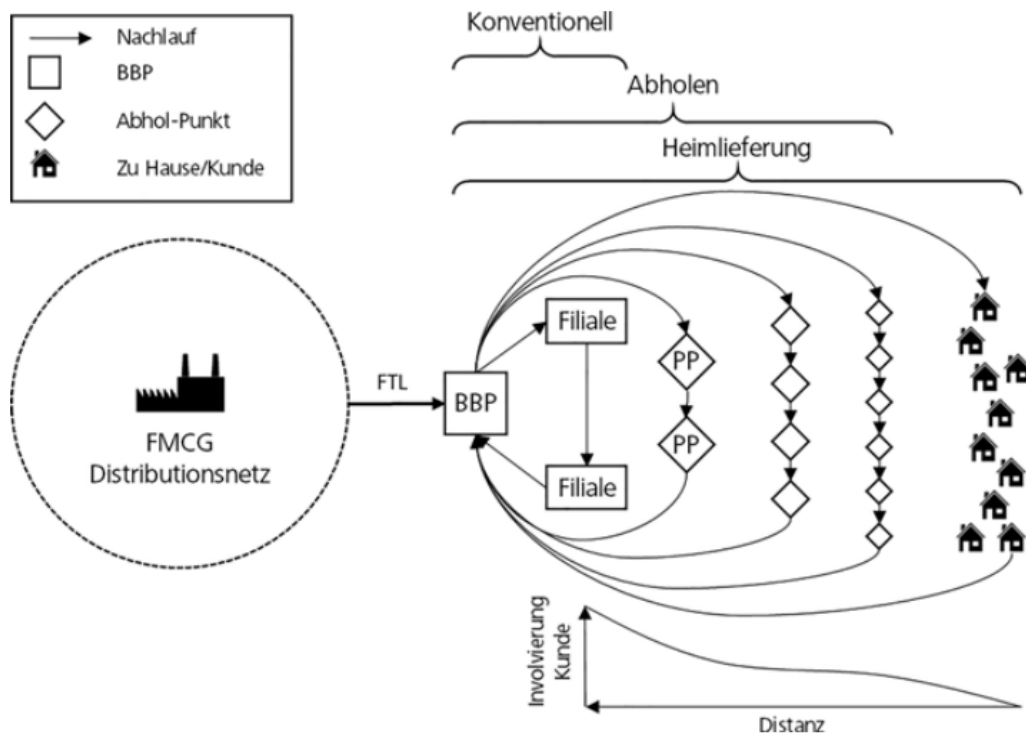 Nachlauf
BBP
Abhol-Punkt
Zu Hause/Kunde
Konventionell
Abholen
Heimlieferung
FMCG
Distributionsnetz
FTL
BBP
Filiale
Filiale
PP
PP
Involvierung
Kunde
Distanz